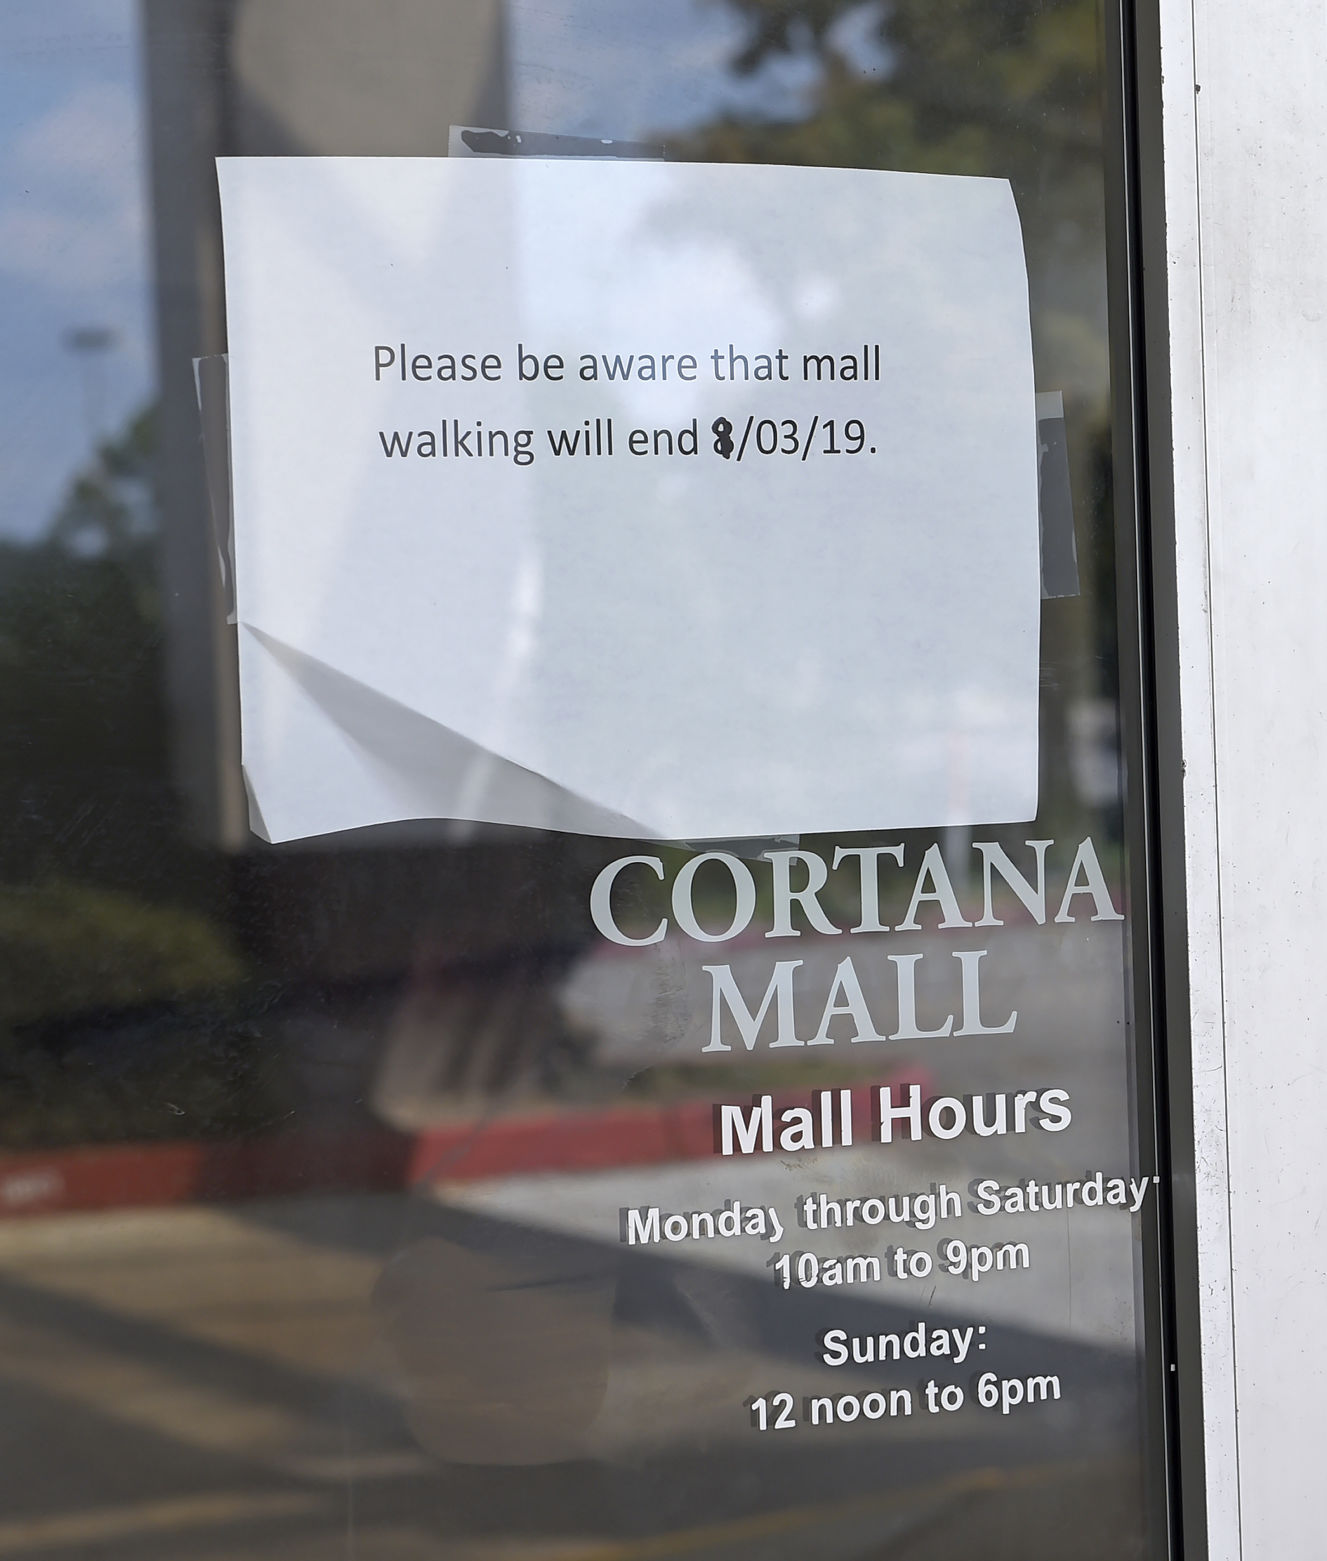 Please be aware that mall
walking will end 8/03/19.
CORTANA
MALL
Mall Hours
Monday through Saturday:
10am to 9pm
Sunday:
12 noon to 6pm